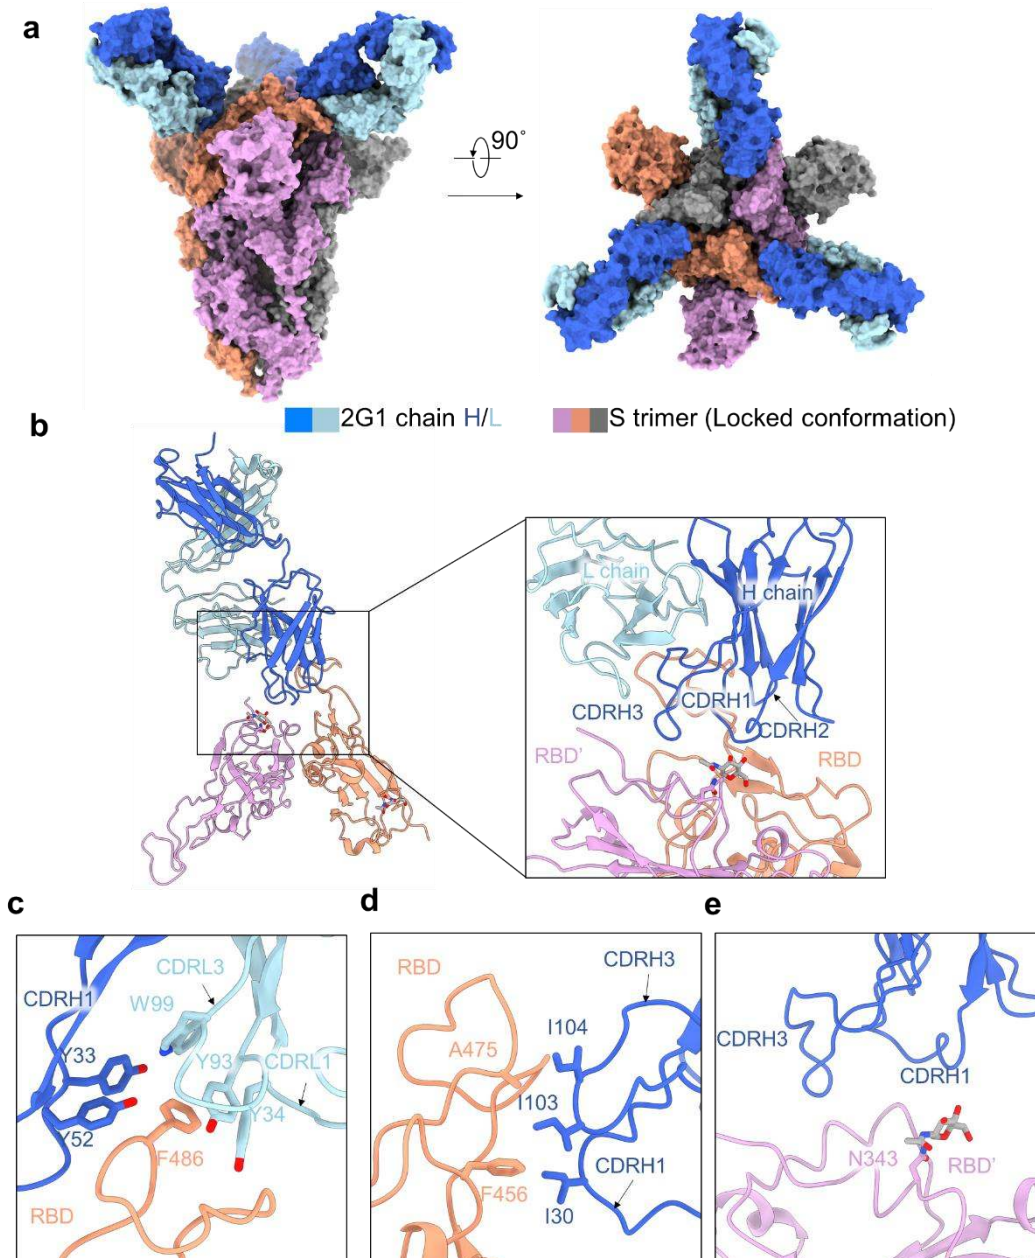 a
90°
2G1 chain H/L
S trimer (Locked conformation)
b
L chain
H chain
CDRH3
CDRH1
CDRH2
RBD'
RBD
c
CDRL3
CDRH1
W99
Y33
Y93
CDRL1
Y52
Y34
F486
RBD
d
CDRH3
RBD
I104
A475
I103
CDRH1
F456
I30
e
CDRH3
CDRH1
N343
RBD'